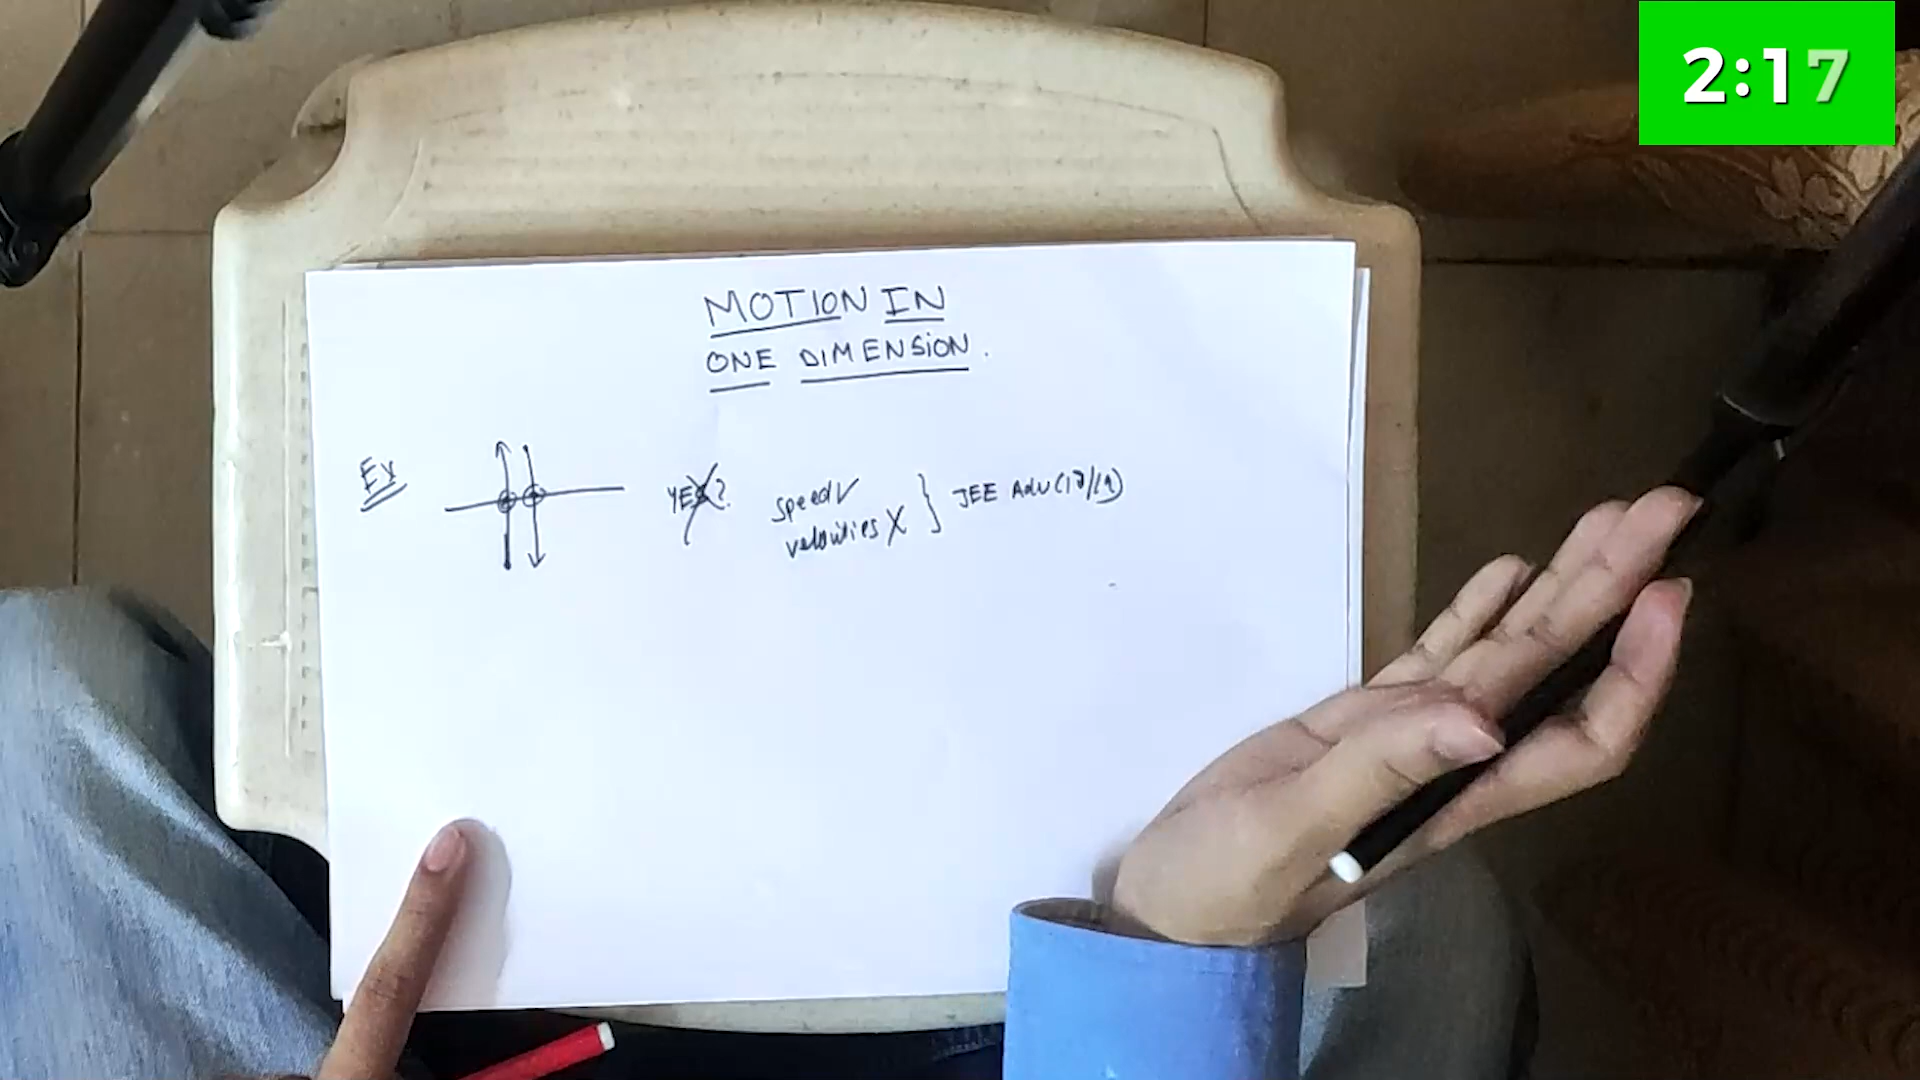 2:17
MOTION IN
ONE DIMENSION.
Ex
YES?
speed✓
velocities X
} JEE Adv